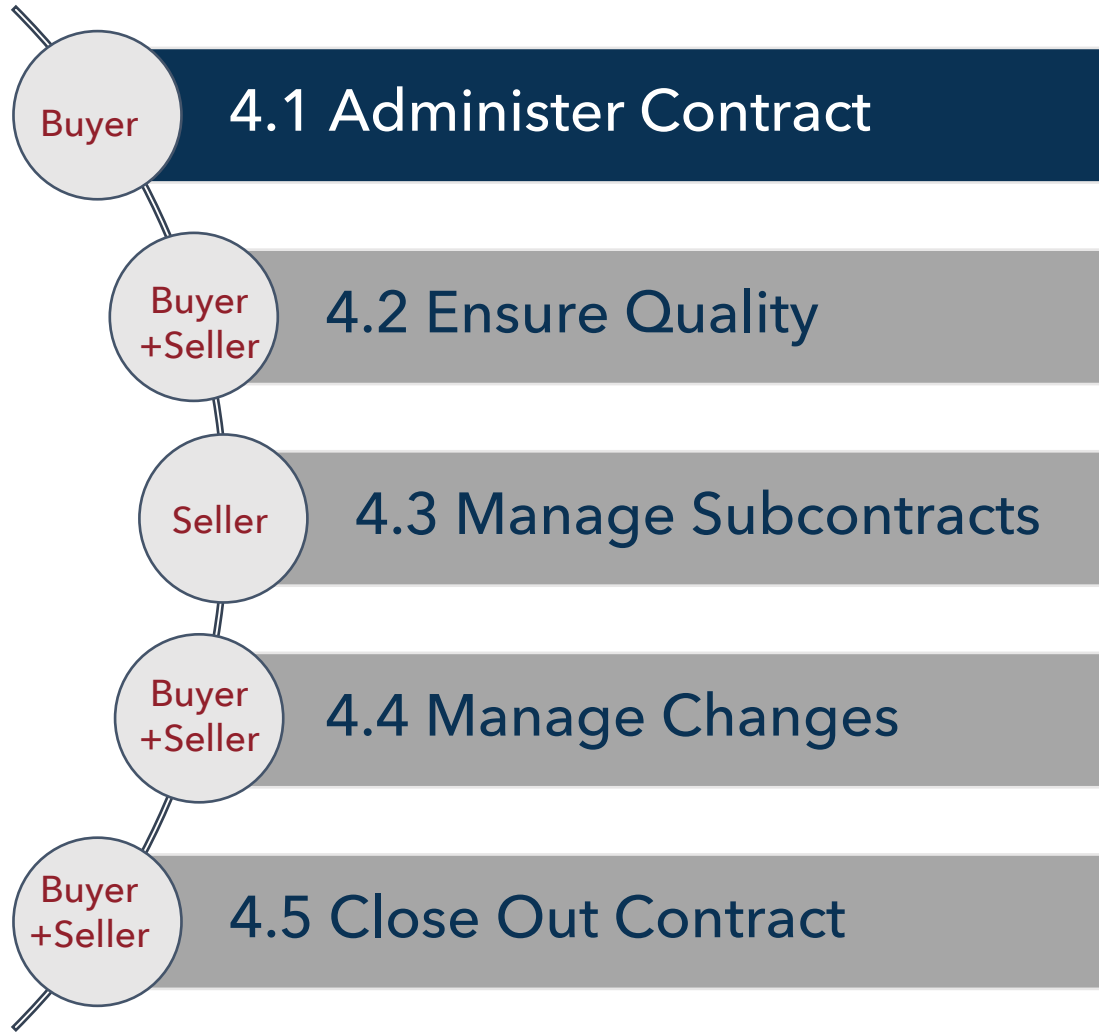 Buyer
4.1 Administer Contract
Buyer
+Seller
4.2 Ensure Quality
Seller
4.3 Manage Subcontracts
Buyer
+Seller
4.4 Manage Changes
Buyer
+Seller
4.5 Close Out Contract